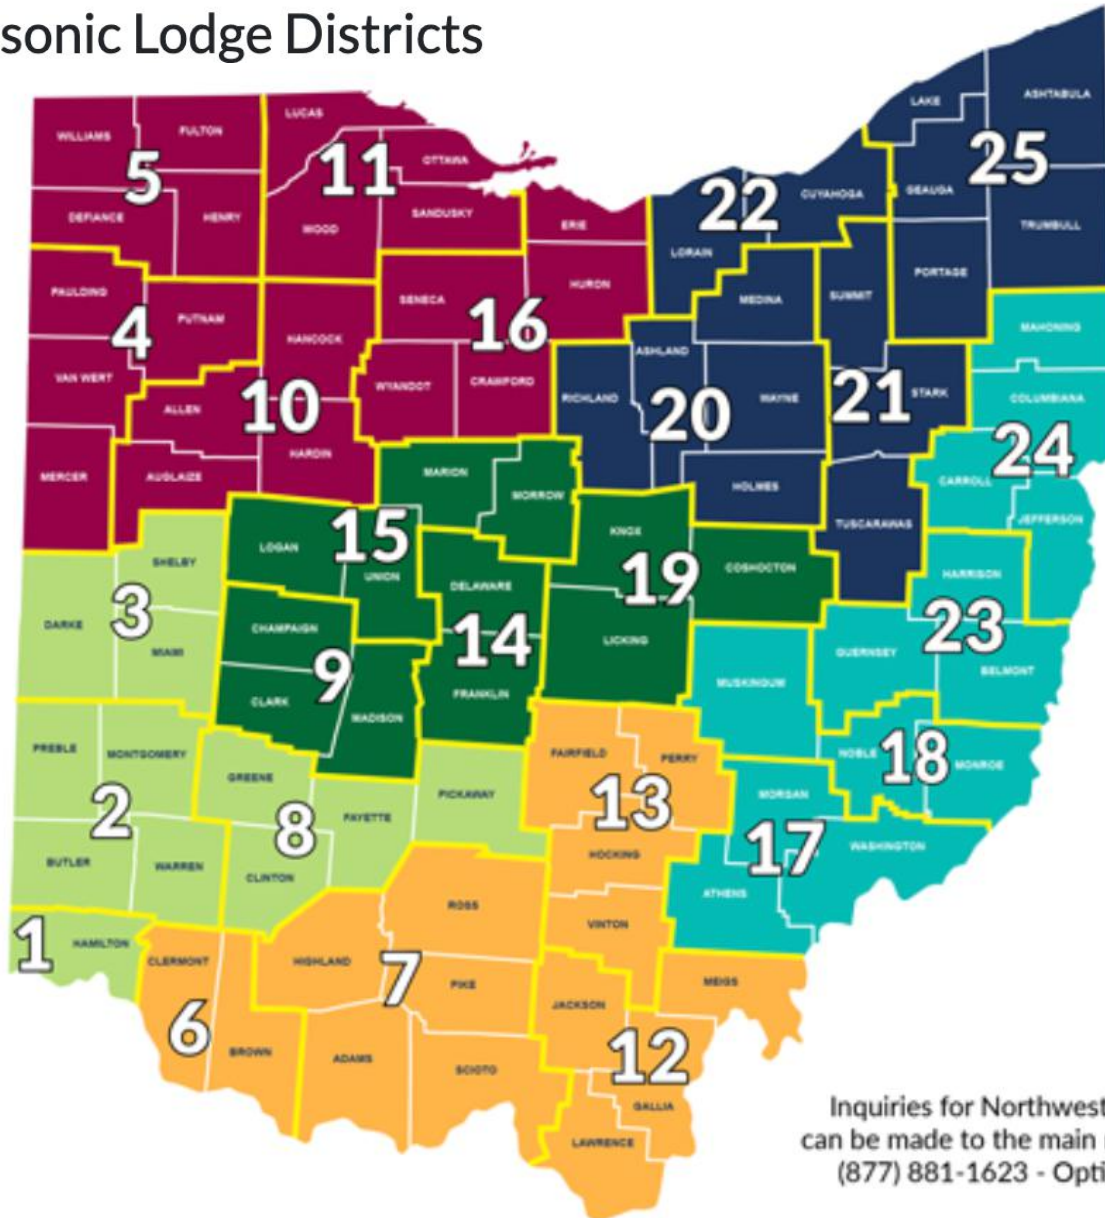 sonic Lodge Districts
LAKE
ASHTABULA
LUCAS
WILLIAMS
FULTON
11
OTTAWA
25
5
22
CUYAHOGA
GEAUGA
DEFIANCE
HENRY
WOOD
SANDUSKY
ERIE
LORAIN
TRUMBULL
PAULDING
SENECA
HURON
MEDINA
SUMMIT
PORTAGE
4
PUTNAM
16
MAHONING
HANCOCK
ASHLAND
VAN WERT
WYANDOT
CRAWFORD
RICHLAND
WAYNE
21
STARK
COLUMBIANA
ALLEN
10
20
24
MERCER
AUGLAIZE
HARDIN
MARION
MORROW
HOLMES
CARROLL
JEFFERSON
TUSCARAWAS
LOGAN
15
KNOX
SHELBY
UNION
DELAWARE
19
COSHOCTON
HARRISON
3
DARKE
CHAMPAIGN
14
LICKING
23
MIAMI
GUERNSEY
BELMONT
9
CLARK
FRANKLIN
MUSKINGUM
MADISON
PREBLE
MONTGOMERY
FAIRFIELD
PERRY
NOBLE
18
MONROE
GREENE
PICKAWAY
MORGAN
2
8
FAYETTE
13
17
WASHINGTON
BUTLER
WARREN
CLINTON
HOCKING
ATHENS
ROSS
VINTON
1
HAMILTON
CLERMONT
HIGHLAND
7
PIKE
MEIGS
JACKSON
6
BROWN
ADAMS
SCIOTO
12
GALLIA
LAWRENCE
Inquiries for Northwest
can be made to the main
(877) 881-1623 - Opti